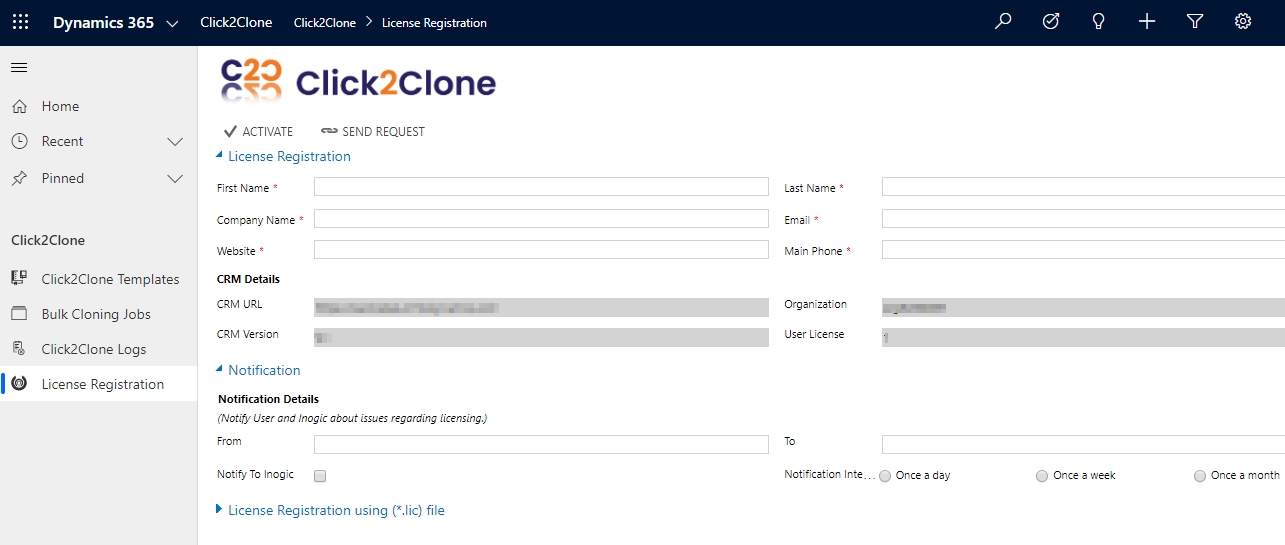 Dynamics 365 Click2Clone Click2Clone > License Registration
Home
Recent
Pinned
Click2Clone
Click2Clone Templates
Bulk Cloning Jobs
Click2Clone Logs
License Registration
C2C Click2Clone
ACTIVATE SEND REQUEST
License Registration
First Name * Last Name *
Company Name * Email *
Website * Main Phone *
CRM Details
CRM URL Organization
CRM Version User License 1
Notification
Notification Details
(Notify User and Inogic about issues regarding licensing.)
From To
Notify To Inogic Notification Inte... Once a day Once a week Once a month
License Registration using (*.lic) file